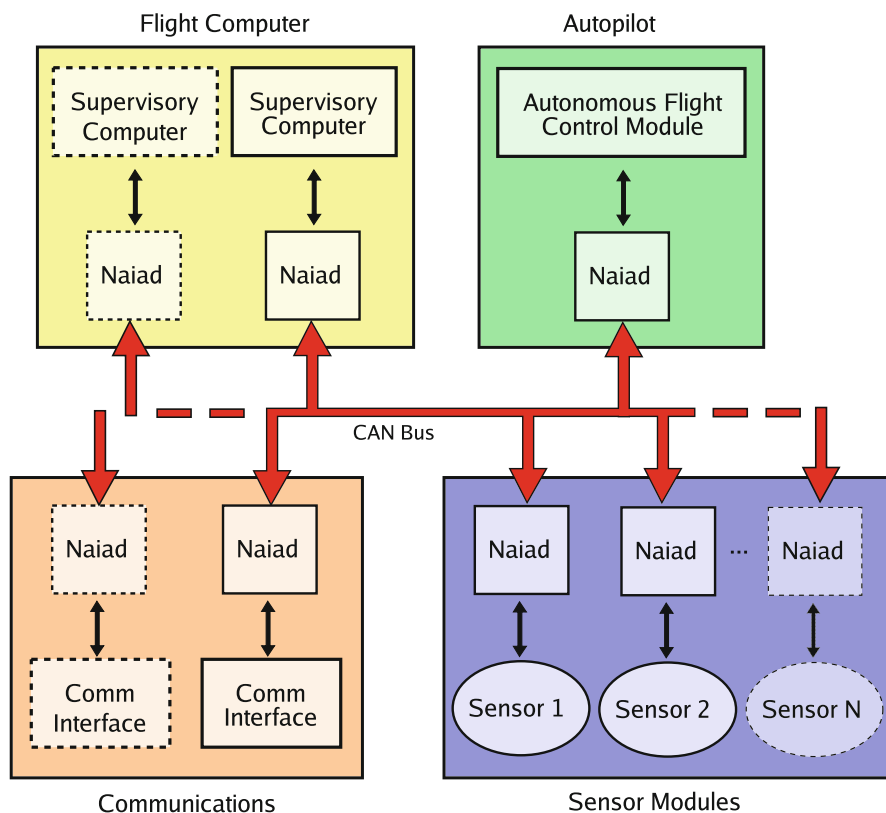 Flight Computer
Autopilot
Supervisory
Computer
Supervisory
Computer
Autonomous Flight
Control Module
Naiad
Naiad
Naiad
CAN Bus
Naiad
Naiad
Naiad
Naiad
...
Naiad
Comm
Interface
Comm
Interface
Sensor 1
Sensor 2
Sensor N
Communications
Sensor Modules